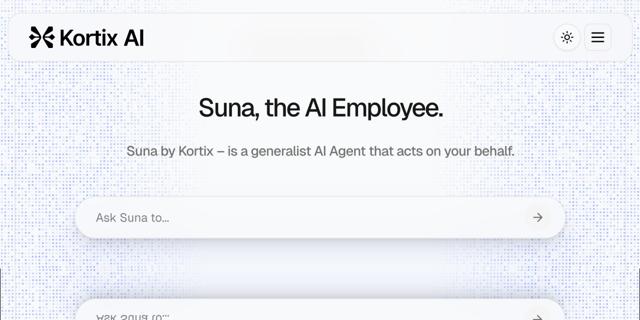 Kortix AI
Suna, the AI Employee.
Suna by Kortix – is a generalist AI Agent that acts on your behalf.
Ask Suna to...